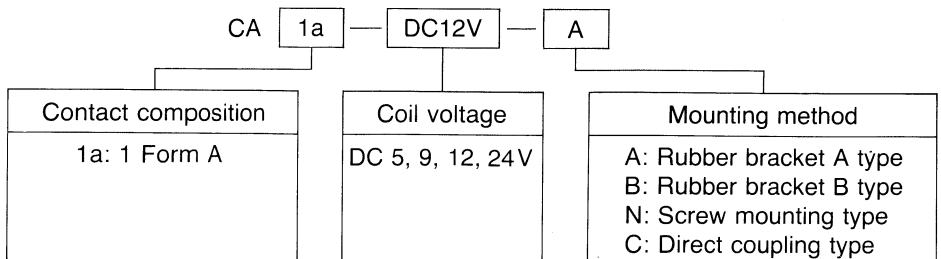 CA 1a — DC12V — A
Contact composition
1a: 1 Form A
Coil voltage
DC 5, 9, 12, 24V
Mounting method
A: Rubber bracket A type
B: Rubber bracket B type
N: Screw mounting type
C: Direct coupling type